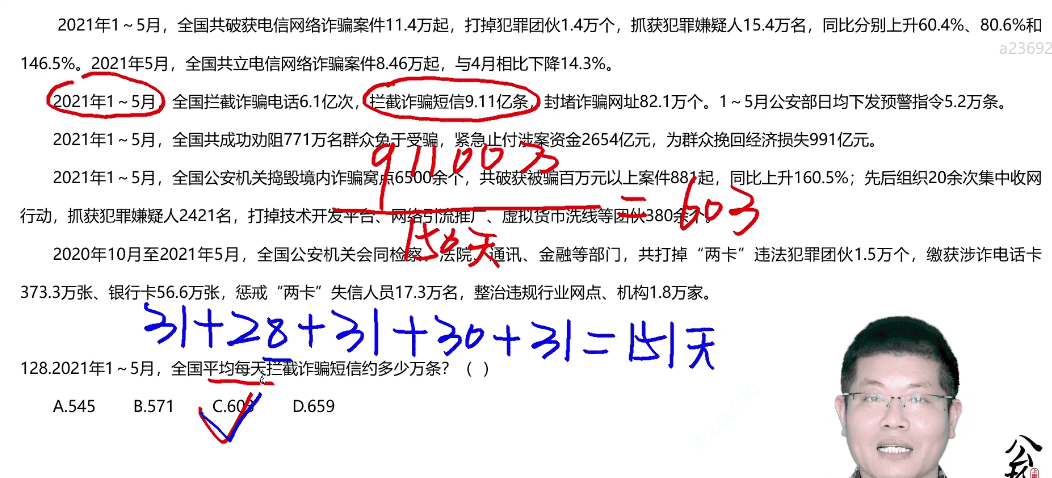 2021年1～5月，全国共破获电信网络诈骗案件11.4万起，打掉犯罪团伙1.4万个，抓获犯罪嫌疑人15.4万名，同比分别上升60.4%、80.6%和
a23692
146.5%。2021年5月，全国共立电信网络诈骗案件8.46万起，与4月相比下降14.3%。
2021年1～5月，全国拦截诈骗电话6.1亿次，拦截诈骗短信9.11亿条，封堵诈骗网址82.1万个。1～5月公安部日均下发预警指令5.2万条。
2021年1～5月，全国共成功劝阻771万名群众免于受骗，紧急止付涉案资金2654亿元，为群众挽回经济损失991亿元。
91100万
2021年1～5月，全国公安机关捣毁境内诈骗窝点6500余个，共破获被骗百万元以上案件881起，同比上升160.5%；先后组织20余次集中收网
=603
行动，抓获犯罪嫌疑人2421名，打掉技术开发平台、网络引流推广、虚拟货币洗钱等团伙380余个。
150天
2020年10月至2021年5月，全国公安机关会同检察、法院、通讯、金融等部门，共打掉“两卡”违法犯罪团伙1.5万个，缴获涉诈电话卡
373.3万张、银行卡56.6万张，惩戒“两卡”失信人员17.3万名，整治违规行业网点、机构1.8万家。
31+28+31+30+31=151天
128.2021年1～5月，全国平均每天拦截诈骗短信约多少万条？（ ）
A.545 B.571 C.603 D.659